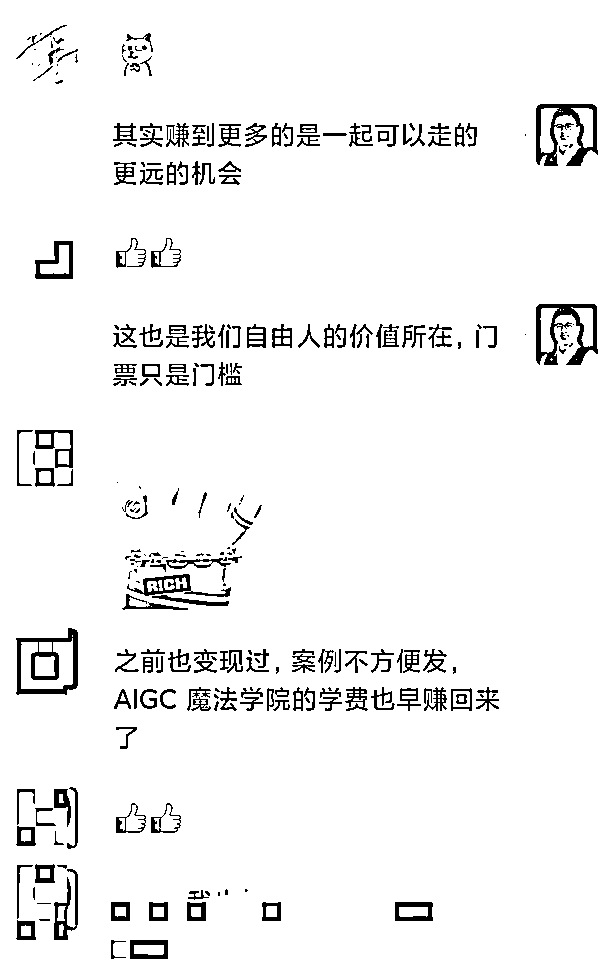 其实赚到更多的是一起可以走的
更远的机会
👍👍
这也是我们自由人的价值所在，门
票只是门槛
RICH
之前也变现过，案例不方便发，
AIGC 魔法学院的学费也早赚回来
了
👍👍